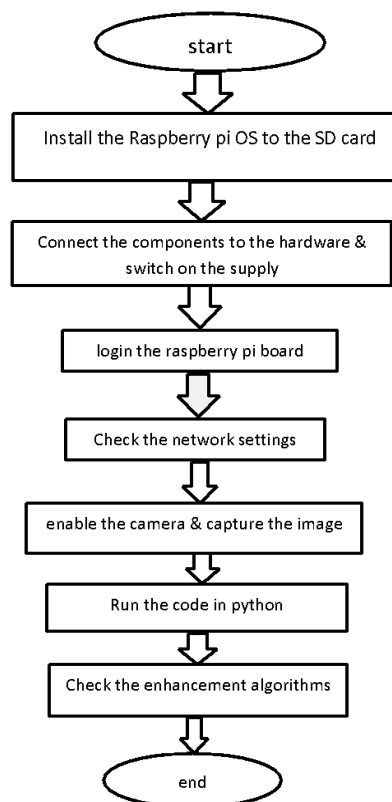 start
Install the Raspberry pi OS to the SD card
Connect the components to the hardware &
switch on the supply
login the raspberry pi board
Check the network settings
enable the camera & capture the image
Run the code in python
Check the enhancement algorithms
end